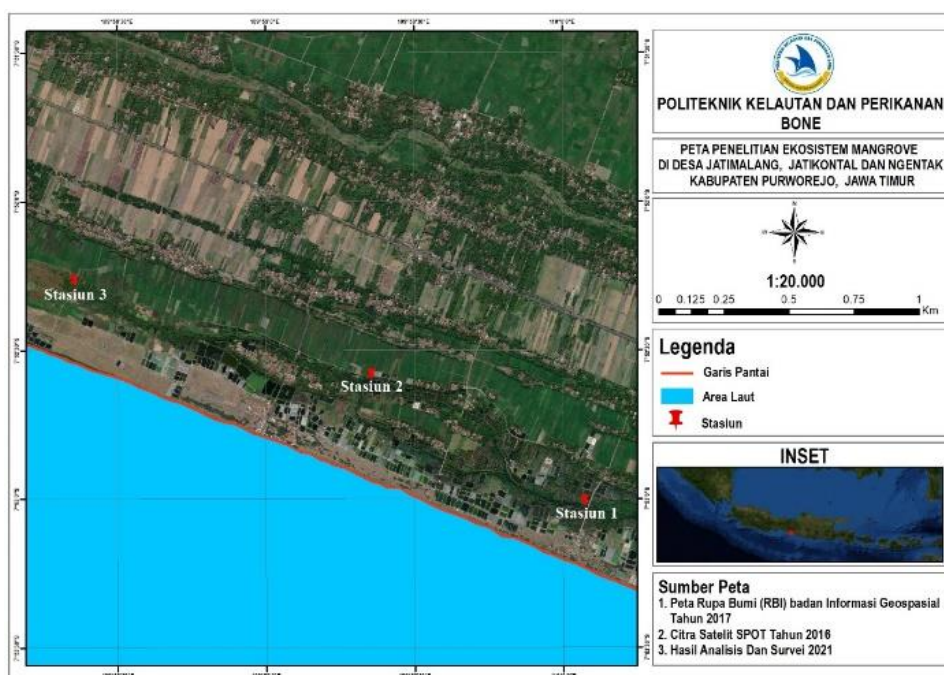 Stasiun 3
Stasiun 2
Stasiun 1
POLITEKNIK KELAUTAN DAN PERIKANAN
BONE
PETA PENELITIAN EKOSISTEM MANGROVE
DI DESA JATIMALANG, JATIKONTAL DAN NGENTAK
KABUPATEN PURWOREJO, JAWA TIMUR
N
1:20.000
0 0.125 0.25 0.5 0.75 1
Km
Legenda
Garis Pantai
Area Laut
Stasiun
INSET
Sumber Peta
1. Peta Rupa Bumi (RBI) badan Informasi Geospasial
Tahun 2017
2. Citra Satelit SPOT Tahun 2016
3. Hasil Analisis Dan Survei 2021